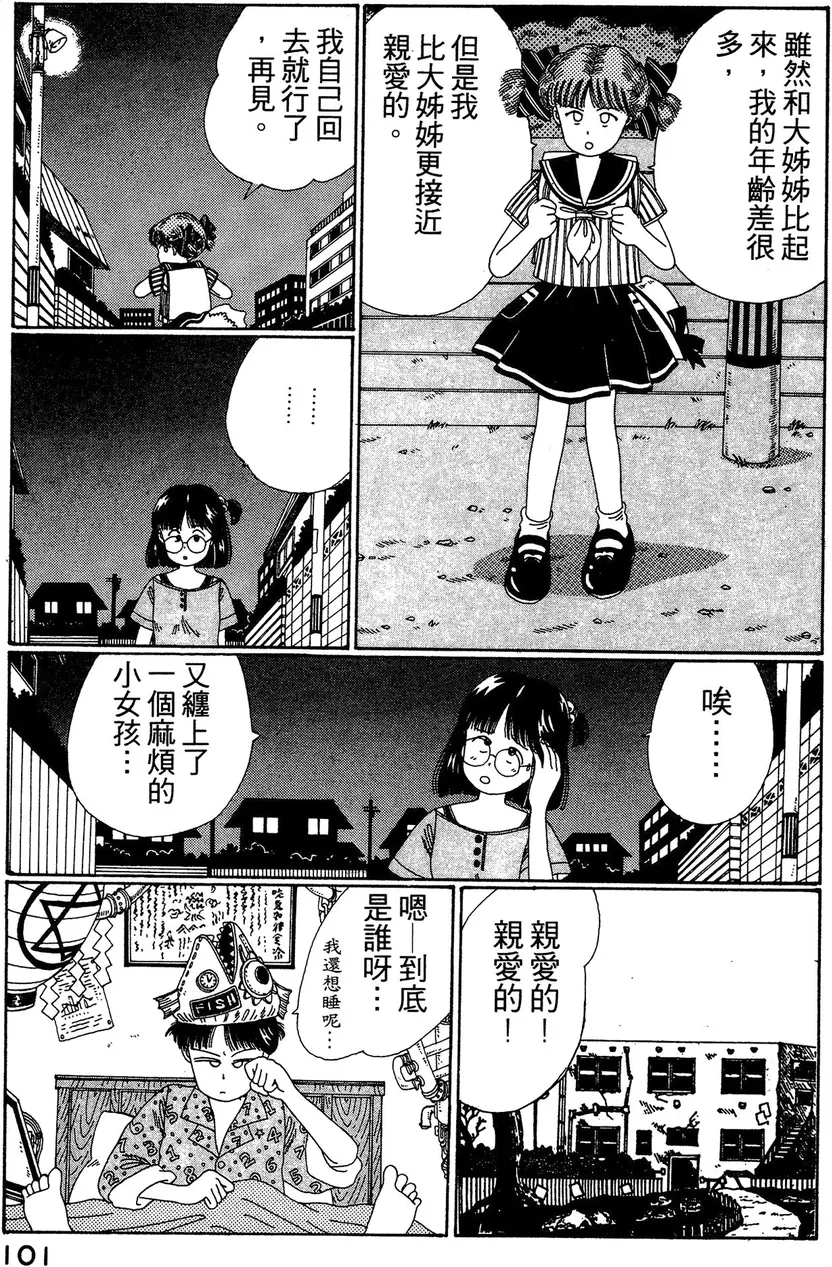 雖然和大姊姊比起
來，我的年齡差很
多，
但是我
比大姊姊更接近
親愛的。
我自己回
去就行了
，再見。
……
……
唉……
又纏上了
一個麻煩的
小女孩…
親愛的！
親愛的！
嗯─到底
是誰呀…
我還想睡呢…
FISH
101